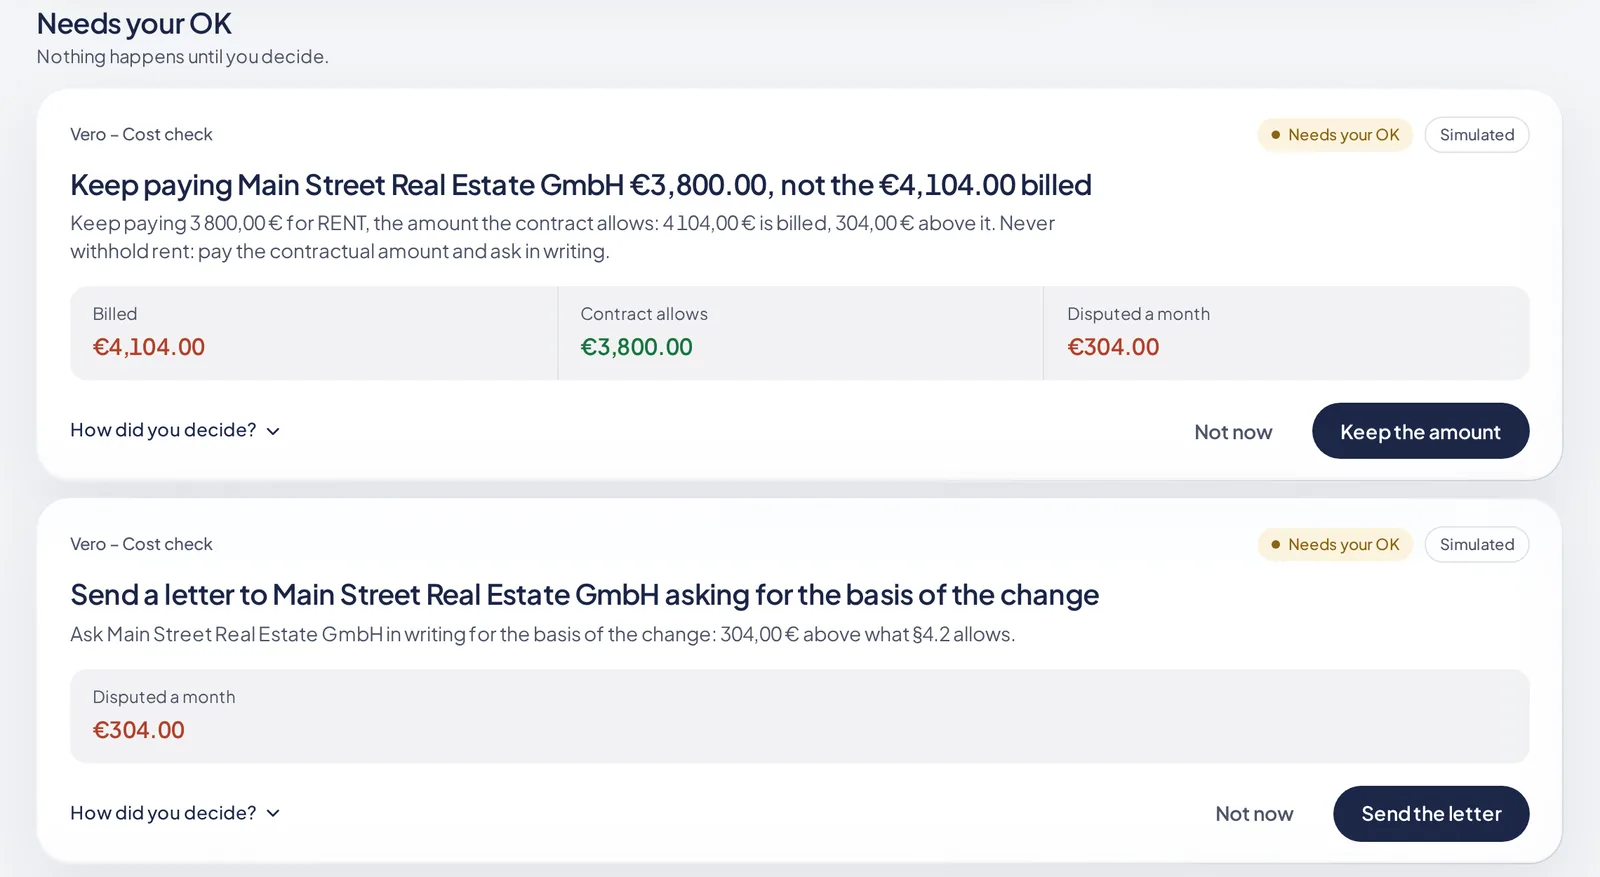 Needs your OK
Nothing happens until you decide.
Vero – Cost check
Needs your OK
Simulated
Keep paying Main Street Real Estate GmbH €3,800.00, not the €4,104.00 billed
Keep paying 3 800,00 € for RENT, the amount the contract allows: 4 104,00 € is billed, 304,00 € above it. Never
withhold rent: pay the contractual amount and ask in writing.
Billed
€4,104.00
Contract allows
€3,800.00
Disputed a month
€304.00
How did you decide?
Not now
Keep the amount
Vero – Cost check
Needs your OK
Simulated
Send a letter to Main Street Real Estate GmbH asking for the basis of the change
Ask Main Street Real Estate GmbH in writing for the basis of the change: 304,00 € above what §4.2 allows.
Disputed a month
€304.00
How did you decide?
Not now
Send the letter